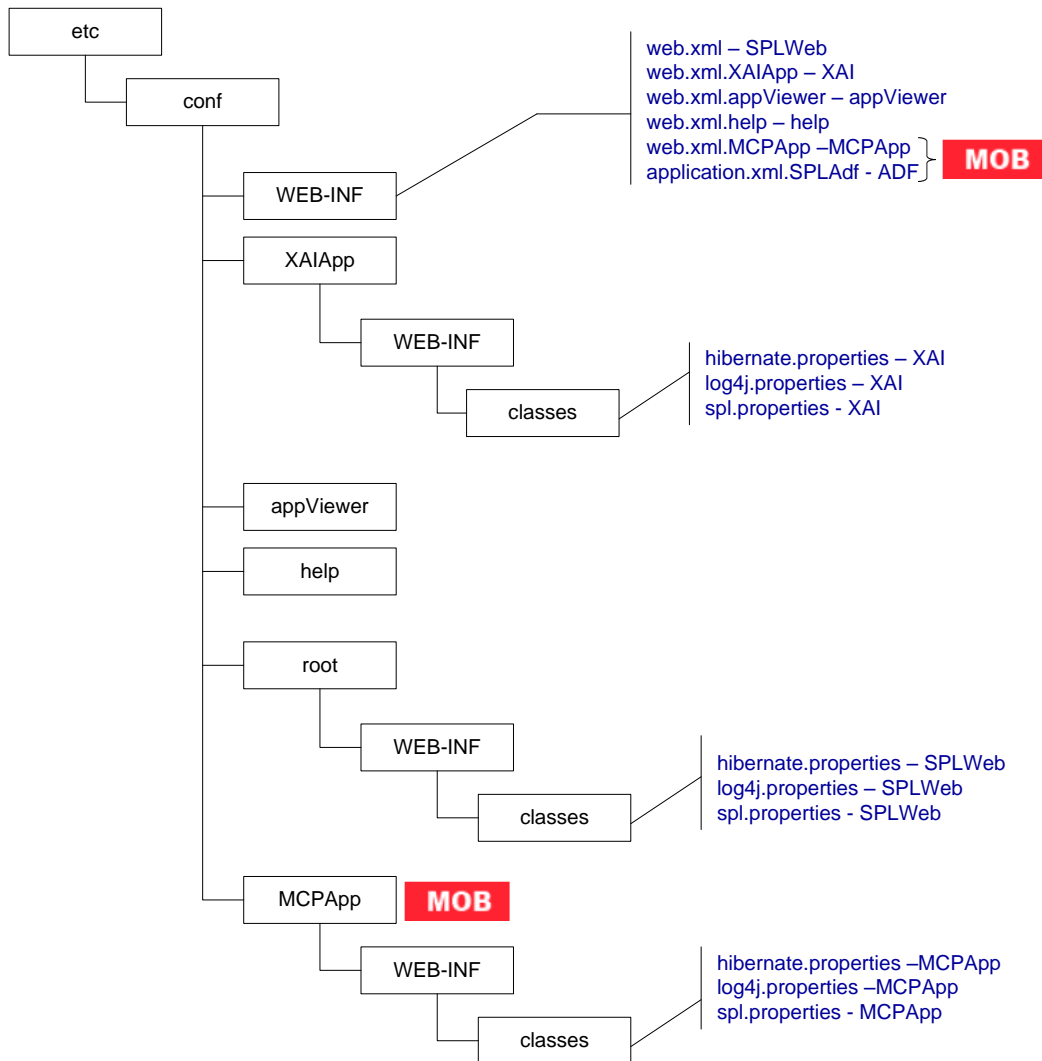 etc
conf
web.xml – SPLWeb
web.xml.XAIApp – XAI
web.xml.appViewer – appViewer
web.xml.help – help
web.xml.MCPApp –MCPApp
application.xml.SPLAdf - ADF
MOB
WEB-INF
XAIApp
WEB-INF
classes
hibernate.properties – XAI
log4j.properties – XAI
spl.properties - XAI
appViewer
help
root
WEB-INF
classes
hibernate.properties – SPLWeb
log4j.properties – SPLWeb
spl.properties - SPLWeb
MCPApp
MOB
WEB-INF
classes
hibernate.properties –MCPApp
log4j.properties –MCPApp
spl.properties - MCPApp